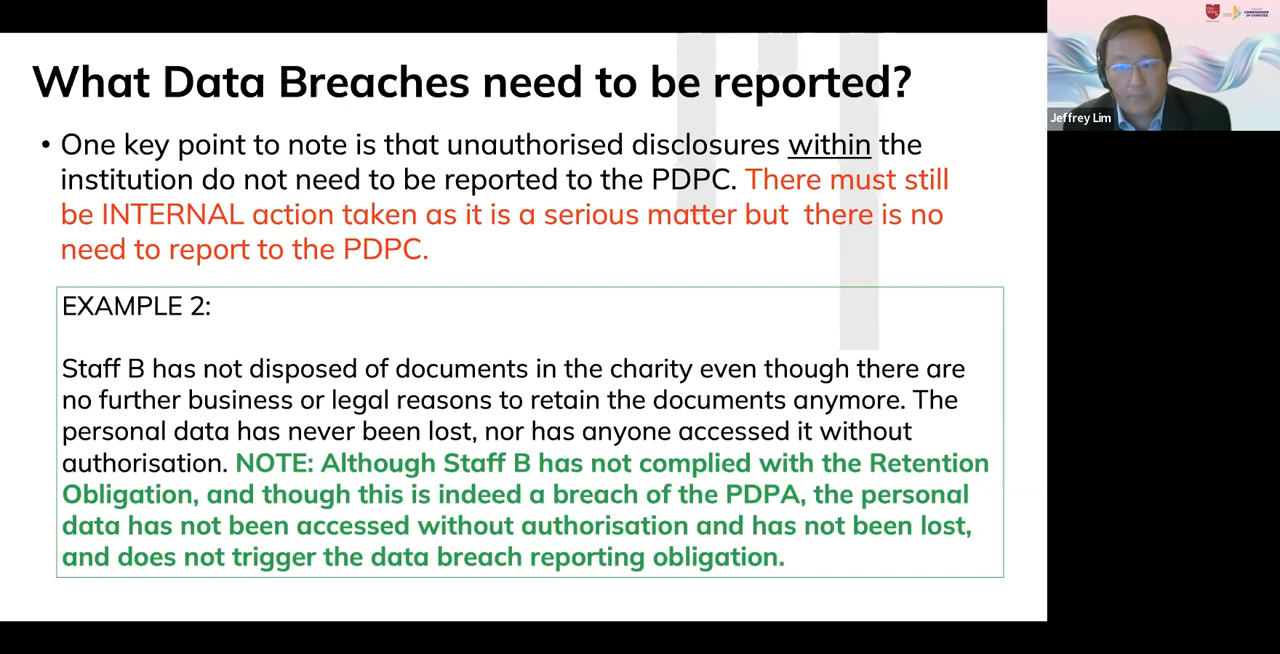 What Data Breaches need to be reported?
• One key point to note is that unauthorised disclosures within the
institution do not need to be reported to the PDPC. There must still
be INTERNAL action taken as it is a serious matter but  there is no
need to report to the PDPC.
EXAMPLE 2:
Staff B has not disposed of documents in the charity even though there are
no further business or legal reasons to retain the documents anymore. The
personal data has never been lost, nor has anyone accessed it without
authorisation. NOTE: Although Staff B has not complied with the Retention
Obligation, and though this is indeed a breach of the PDPA, the personal
data has not been accessed without authorisation and has not been lost,
and does not trigger the data breach reporting obligation.
COMMISSIONER
OF CHARITIES
Jeffrey Lim